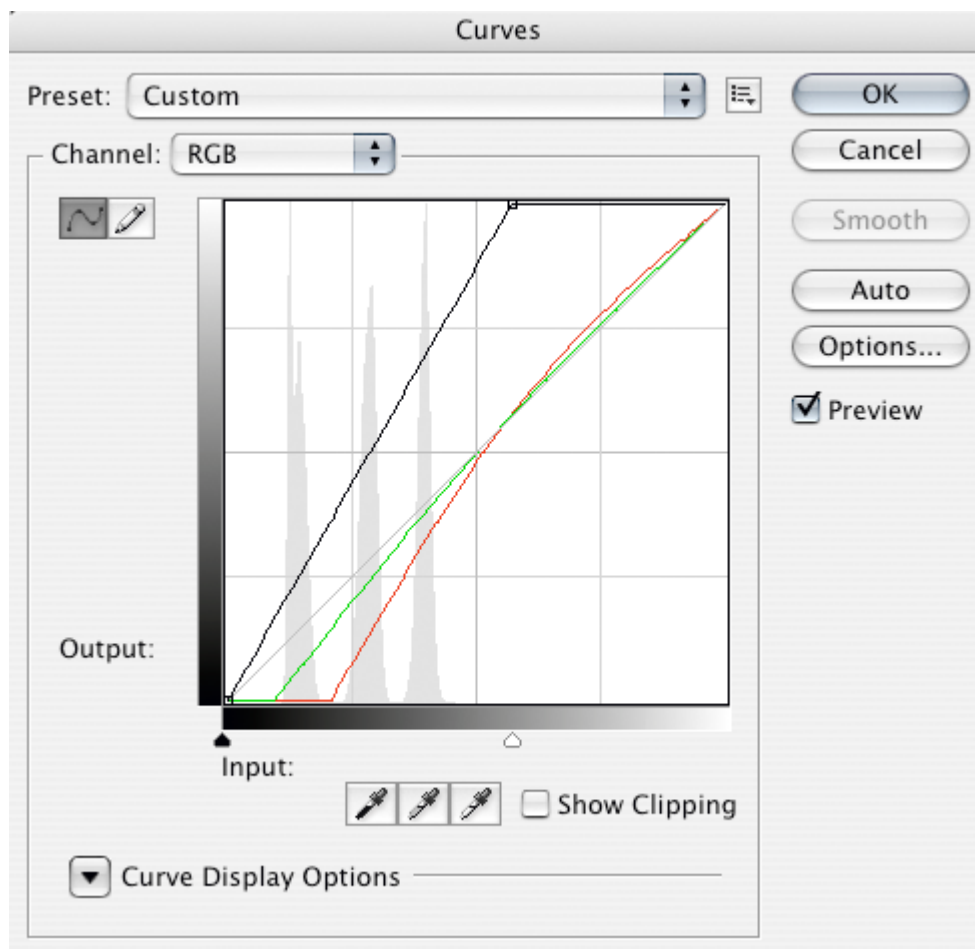 Curves
Preset: Custom
OK
Channel: RGB
Cancel
Smooth
Auto
Options...
Preview
Output:
Input:
Show Clipping
Curve Display Options